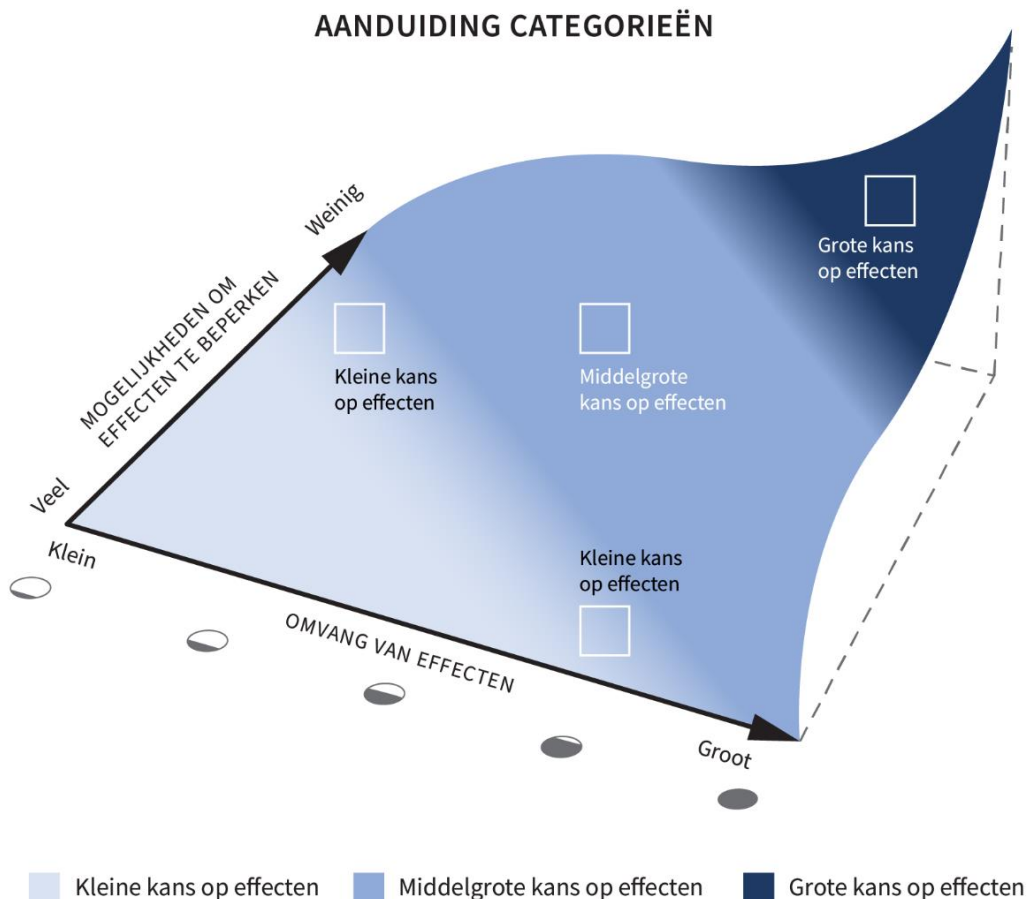 AANDUIDING CATEGORIEËN
Weinig
MOGELIJKHEDEN OM
EFFECTEN TE BEPERKEN
Veel
Grote kans
op effecten
Kleine kans
op effecten
Middelgrote
kans op effecten
Klein
Kleine kans
op effecten
OMVANG VAN EFFECTEN
Groot
Kleine kans op effecten
Middelgrote kans op effecten
Grote kans op effecten